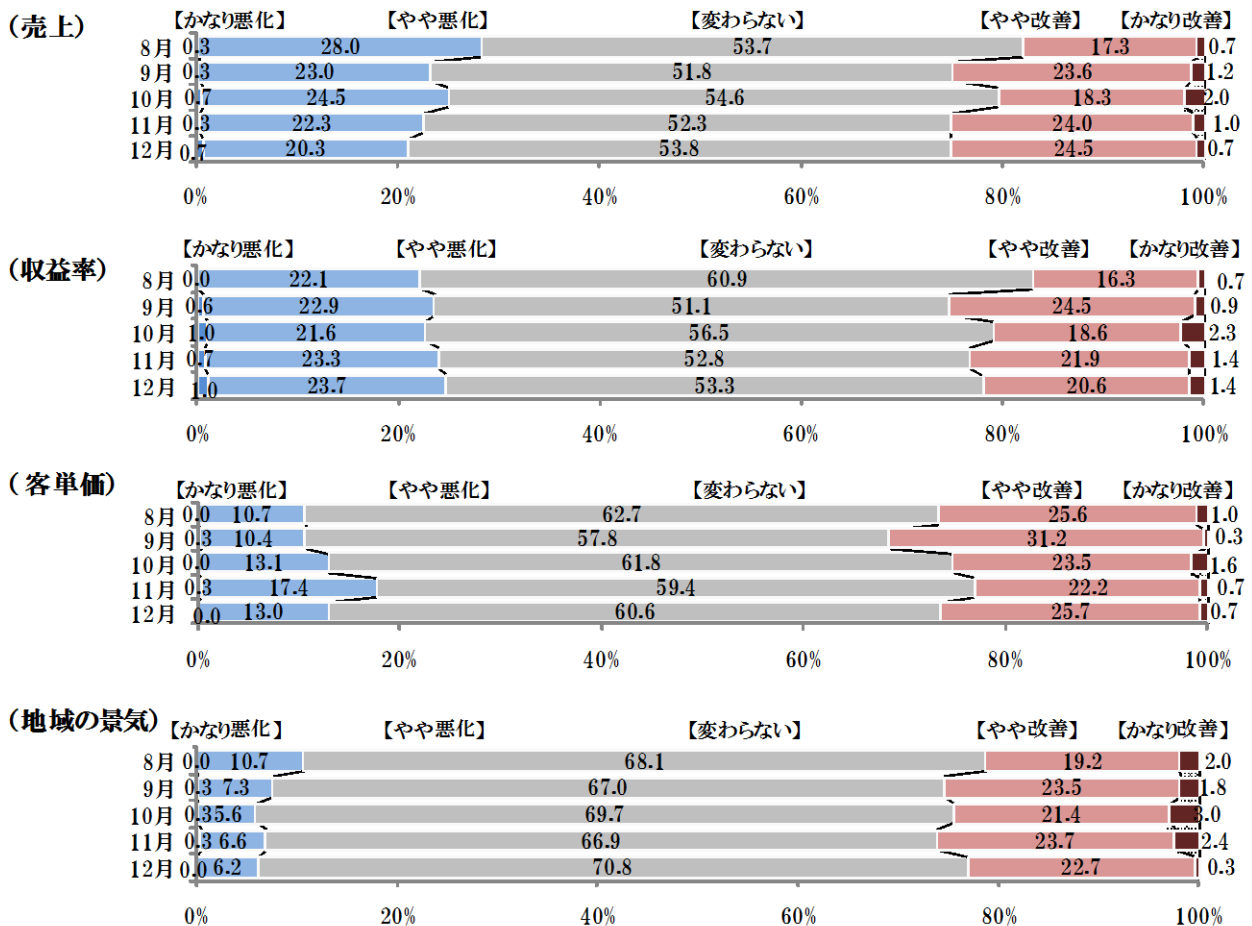 (売上)
【かなり悪化】 【やや悪化】 【変わらない】 【やや改善】 【かなり改善】
8月 0.3 28.0 53.7 17.3 0.7
9月 0.3 23.0 51.8 23.6 1.2
10月 0.7 24.5 54.6 18.3 2.0
11月 0.3 22.3 52.3 24.0 1.0
12月 0.7 20.3 53.8 24.5 0.7
0% 20% 40% 60% 80% 100%
(収益率)
【かなり悪化】 【やや悪化】 【変わらない】 【やや改善】 【かなり改善】
8月 0.0 22.1 60.9 16.3 0.7
9月 0.6 22.9 51.1 24.5 0.9
10月 1.0 21.6 56.5 18.6 2.3
11月 0.7 23.3 52.8 21.9 1.4
12月 1.0 23.7 53.3 20.6 1.4
0% 20% 40% 60% 80% 100%
(客単価)
【かなり悪化】 【やや悪化】 【変わらない】 【やや改善】 【かなり改善】
8月 0.0 10.7 62.7 25.6 1.0
9月 0.3 10.4 57.8 31.2 0.3
10月 0.0 13.1 61.8 23.5 1.6
11月 0.3 17.4 59.4 22.2 0.7
12月 0.0 13.0 60.6 25.7 0.7
0% 20% 40% 60% 80% 100%
(地域の景気)
【かなり悪化】 【やや悪化】 【変わらない】 【やや改善】 【かなり改善】
8月 0.0 10.7 68.1 19.2 2.0
9月 0.3 7.3 67.0 23.5 1.8
10月 0.3 5.6 69.7 21.4 3.0
11月 0.3 6.6 66.9 23.7 2.4
12月 0.0 6.2 70.8 22.7 0.3
0% 20% 40% 60% 80% 100%